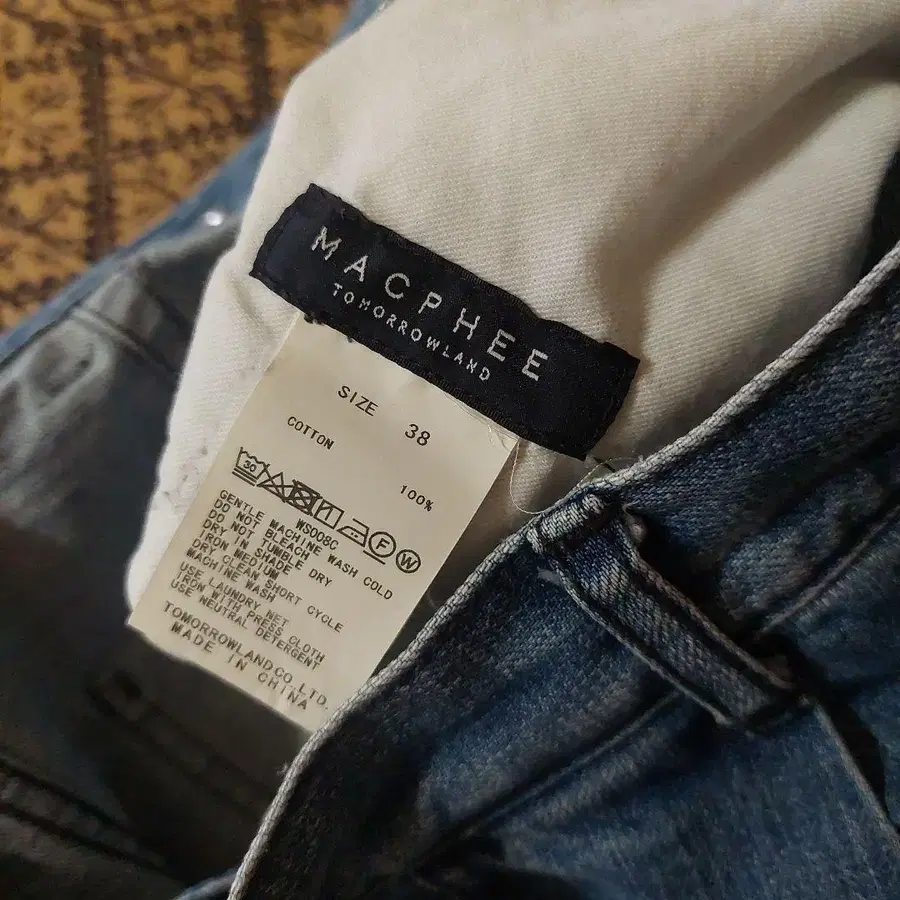 MACPHEE
TOMORROWLAND
SIZE 38
COTTON 100%
30
F W
WS008C
GENTLE MACHINE WASH COLD
DO NOT BLEACH
DO NOT TUMBLE DRY
DRY IN SHADE
IRON MEDIUM
DRY CLEAN SHORT CYCLE
MACHINE WASH
USE LAUNDRY NET
IRON WITH PRESS CLOTH
USE NEUTRAL DETERGENT
TOMORROWLAND CO.,LTD.
MADE IN CHINA